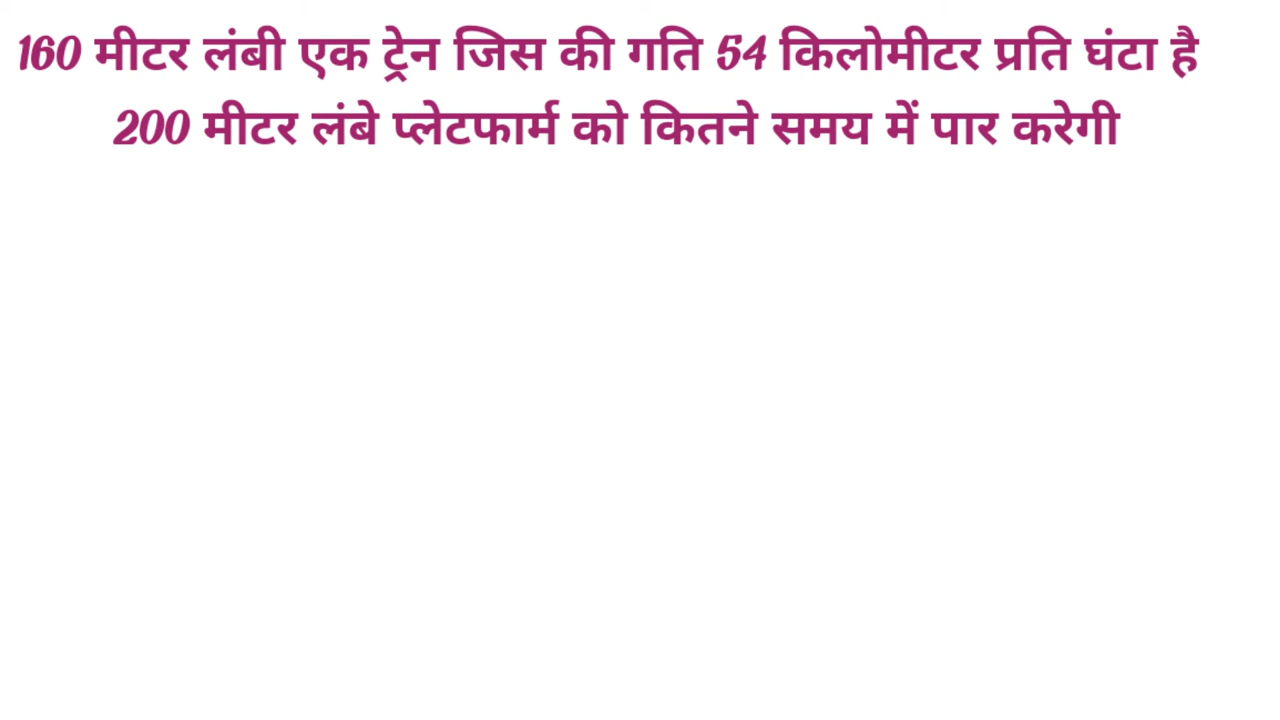 160 मीटर लंबी एक ट्रेन जिस की गति 54 किलोमीटर प्रति घंटा है
200 मीटर लंबे प्लेटफार्म को कितने समय में पार करेगी